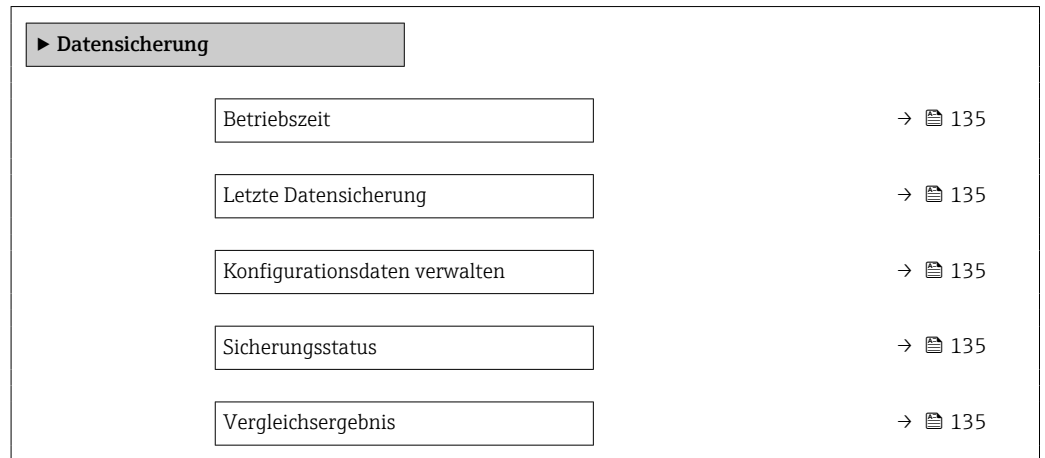 ▶ Datensicherung
Betriebszeit → 135
Letzte Datensicherung → 135
Konfigurationsdaten verwalten → 135
Sicherungsstatus → 135
Vergleichsergebnis → 135